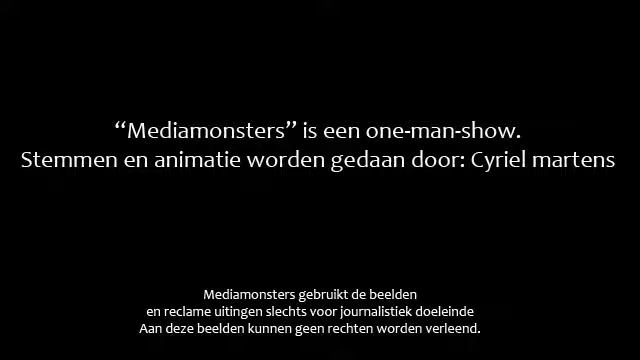 “Mediamonsters” is een one-man-show.
Stemmen en animatie worden gedaan door: Cyriel martens
Mediamonsters gebruikt de beelden
en reclame uitingen slechts voor journalistiek doeleinde
Aan deze beelden kunnen geen rechten worden verleend.